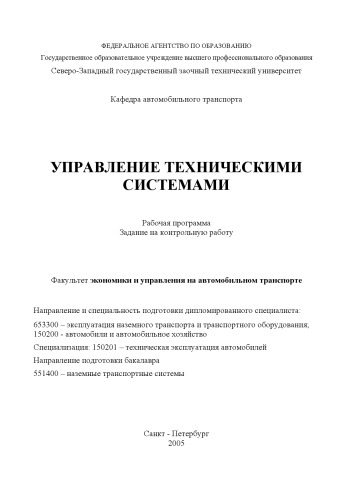 ФЕДЕРАЛЬНОЕ АГЕНТСТВО ПО ОБРАЗОВАНИЮ
Государственное образовательное учреждение высшего профессионального образования
Северо-Западный государственный заочный технический университет
Кафедра автомобильного транспорта
УПРАВЛЕНИЕ ТЕХНИЧЕСКИМИ
СИСТЕМАМИ
Рабочая программа
Задание на контрольную работу
Факультет экономики и управления на автомобильном транспорте
Направление и специальность подготовки дипломированного специалиста:
653300 – эксплуатация наземного транспорта и транспортного оборудования,
150200 - автомобили и автомобильное хозяйство
Специализация: 150201 – техническая эксплуатация автомобилей
Направление подготовки бакалавра
551400 – наземные транспортные системы
Санкт - Петербург
2005